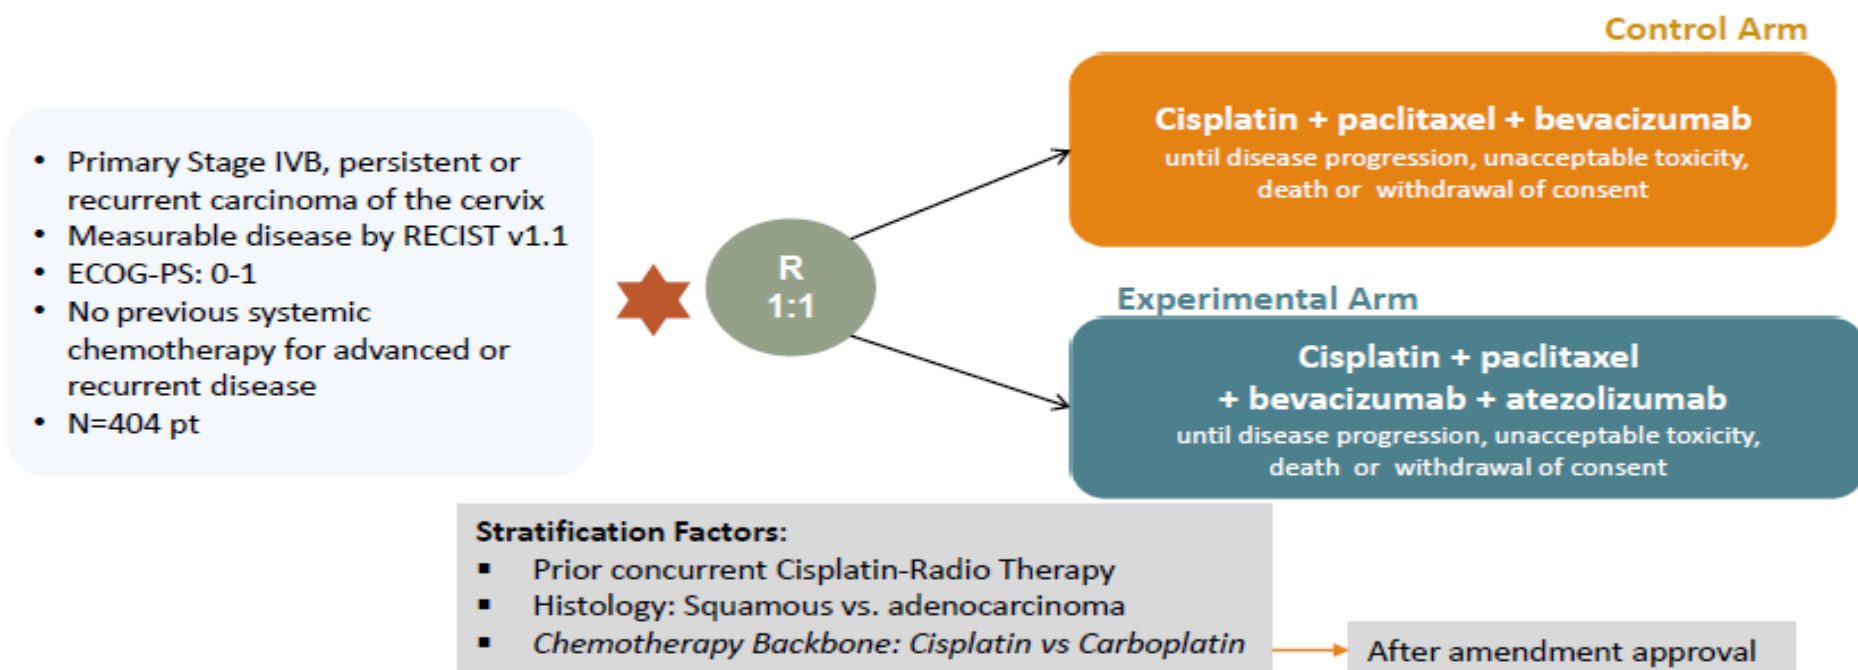 • Primary Stage IVB, persistent or
recurrent carcinoma of the cervix
• Measurable disease by RECIST v1.1
• ECOG-PS: 0-1
• No previous systemic
chemotherapy for advanced or
recurrent disease
• N=404 pt
R
1:1
Control Arm
Cisplatin + paclitaxel + bevacizumab
until disease progression, unacceptable toxicity,
death or withdrawal of consent
Experimental Arm
Cisplatin + paclitaxel
+ bevacizumab + atezolizumab
until disease progression, unacceptable toxicity,
death or withdrawal of consent
Stratification Factors:
▪ Prior concurrent Cisplatin-Radio Therapy
▪ Histology: Squamous vs. adenocarcinoma
▪ Chemotherapy Backbone: Cisplatin vs Carboplatin
After amendment approval